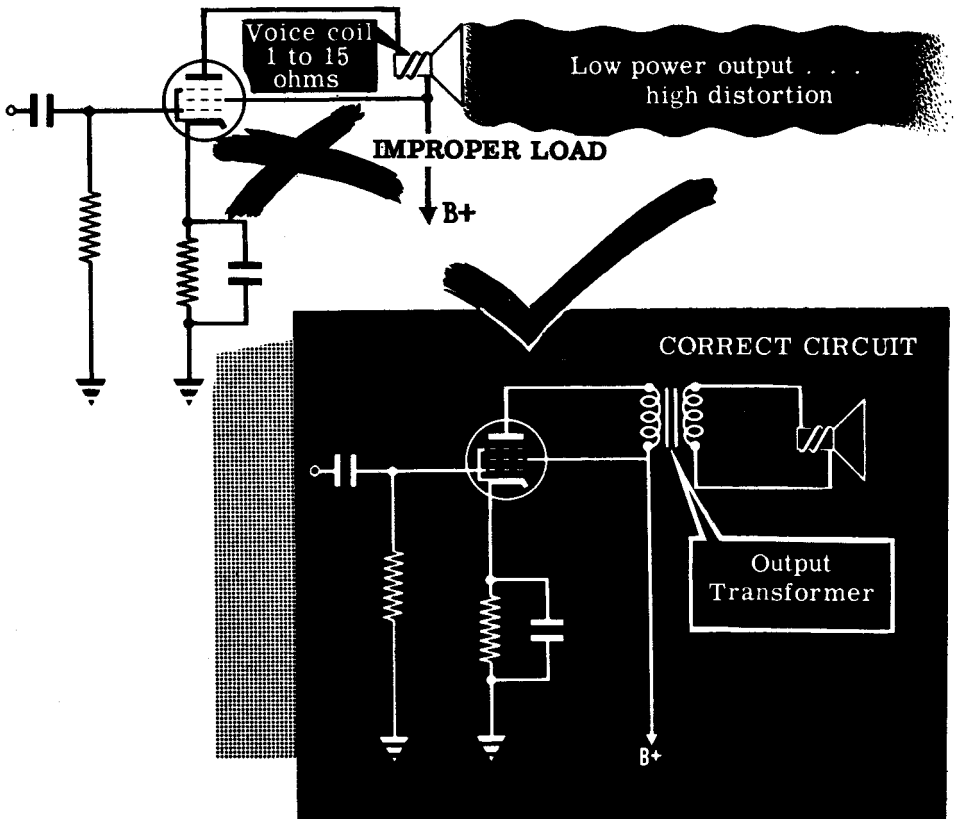 Voice coil
1 to 15
ohms
Low power output . . .
high distortion
IMPROPER LOAD
B+
CORRECT CIRCUIT
Output
Transformer
B+